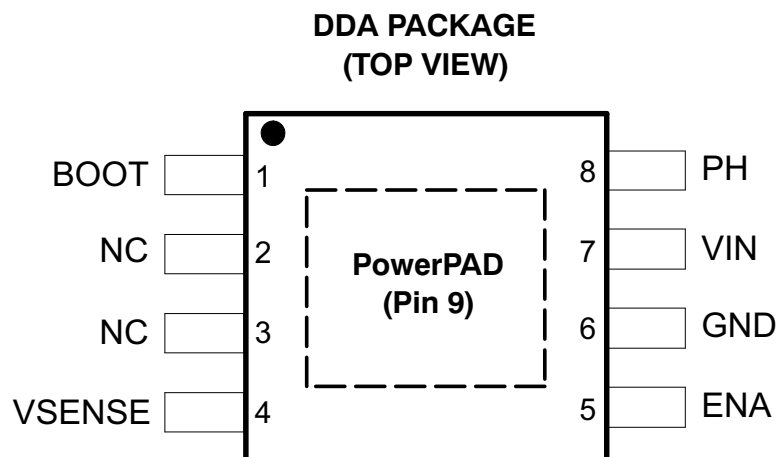 DDA PACKAGE
(TOP VIEW)
BOOT 1 8 PH
NC 2 7 VIN
PowerPAD
(Pin 9)
NC 3 6 GND
VSENSE 4 5 ENA